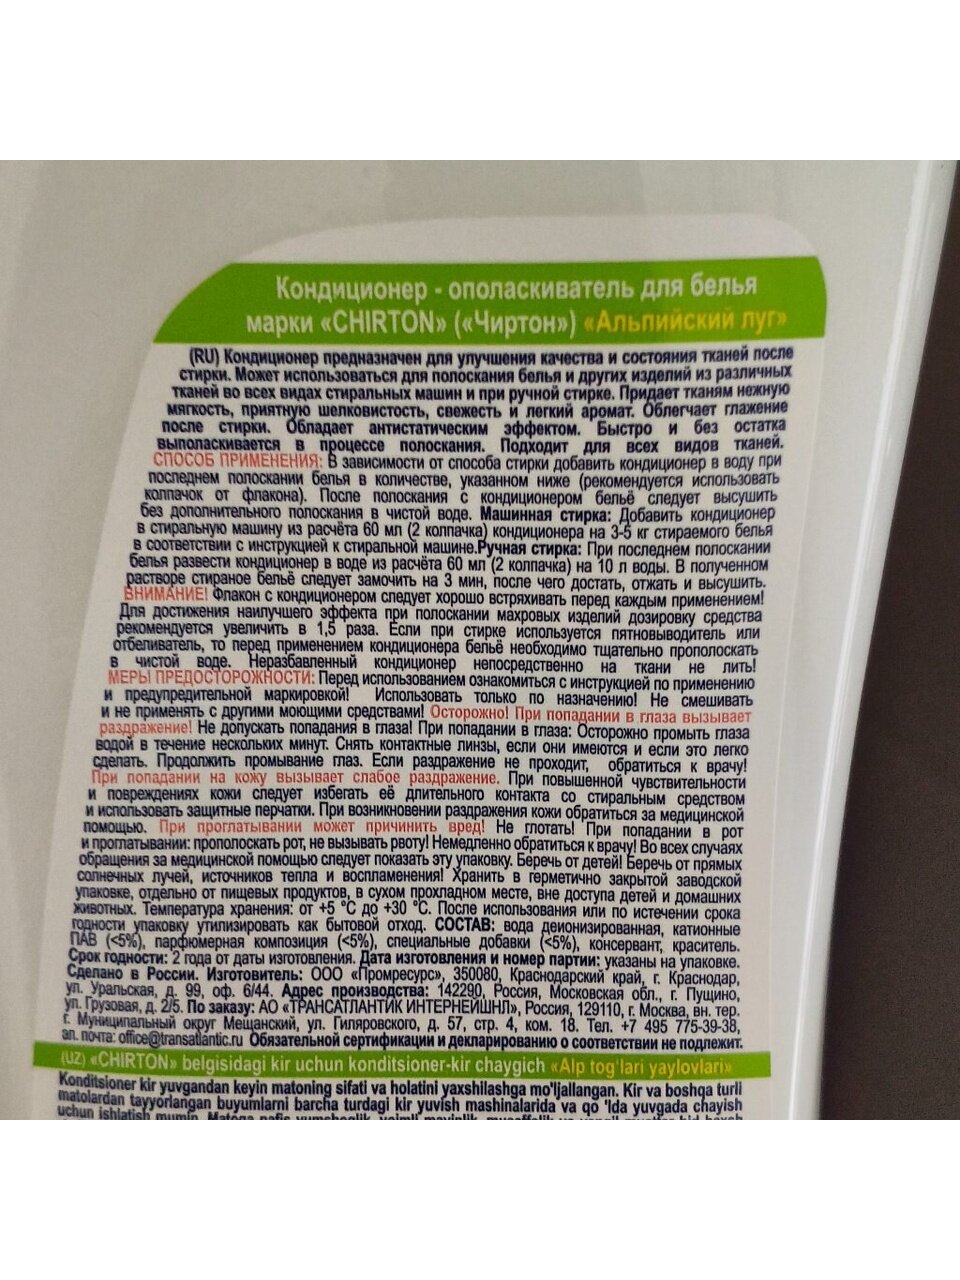 Кондиционер - ополаскиватель для белья
марки «CHIRTON» («Чиртон») «Альпийский луг»
(RU) Кондиционер предназначен для улучшения качества и состояния тканей после
стирки. Может использоваться для полоскания белья и других изделий из различных
тканей во всех видах стиральных машин и при ручной стирке. Придает тканям нежную
мягкость, приятную шелковистость, свежесть и легкий аромат. Облегчает глажение
после стирки. Обладает антистатическим эффектом. Быстро и без остатка
выполаскивается в процессе полоскания. Подходит для всех видов тканей.
СПОСОБ ПРИМЕНЕНИЯ: В зависимости от способа стирки добавить кондиционер в воду при
последнем полоскании белья в количестве, указанном ниже (рекомендуется использовать
колпачок от флакона). После полоскания с кондиционером бельё следует высушить
без дополнительного полоскания в чистой воде. Машинная стирка: Добавить кондиционер
в стиральную машину из расчёта 60 мл (2 колпачка) кондиционера на 3-5 кг стираемого белья
в соответствии с инструкцией к стиральной машине.Ручная стирка: При последнем полоскании
белья развести кондиционер в воде из расчёта 60 мл (2 колпачка) на 10 л воды. В полученном
растворе стираное бельё следует замочить на 3 мин, после чего достать, отжать и высушить.
ВНИМАНИЕ! Флакон с кондиционером следует хорошо встряхивать перед каждым применением!
Для достижения наилучшего эффекта при полоскании махровых изделий дозировку средства
рекомендуется увеличить в 1,5 раза. Если при стирке используется пятновыводитель или
отбеливатель, то перед применением кондиционера бельё необходимо тщательно прополоскать
в чистой воде. Неразбавленный кондиционер непосредственно на ткани не лить!
МЕРЫ ПРЕДОСТОРОЖНОСТИ: Перед использованием ознакомиться с инструкцией по применению
и предупредительной маркировкой! Использовать только по назначению! Не смешивать
и не применять с другими моющими средствами! Осторожно! При попадании в глаза вызывает
раздражение! Не допускать попадания в глаза! При попадании в глаза: Осторожно промыть глаза
водой в течение нескольких минут. Снять контактные линзы, если они имеются и если это легко
сделать. Продолжить промывание глаз. Если раздражение не проходит, обратиться к врачу!
При попадании на кожу вызывает слабое раздражение. При повышенной чувствительности
и повреждениях кожи следует избегать её длительного контакта со стиральным средством
и использовать защитные перчатки. При возникновении раздражения кожи обратиться за медицинской
помощью. При проглатывании может причинить вред! Не глотать! При попадании в рот
и проглатывании: прополоскать рот, не вызывать рвоту! Немедленно обратиться к врачу! Во всех случаях
обращения за медицинской помощью следует показать эту упаковку. Беречь от детей! Беречь от прямых
солнечных лучей, источников тепла и воспламенения! Хранить в герметично закрытой заводской
упаковке, отдельно от пищевых продуктов, в сухом прохладном месте, вне доступа детей и домашних
животных. Температура хранения: от +5 °С до +30 °С. После использования или по истечении срока
годности упаковку утилизировать как бытовой отход. СОСТАВ: вода деионизированная, катионные
ПАВ (<5%), парфюмерная композиция (<5%), специальные добавки (<5%), консервант, краситель.
Срок годности: 2 года от даты изготовления. Дата изготовления и номер партии: указаны на упаковке.
Сделано в России. Изготовитель: ООО «Промресурс», 350080, Краснодарский край, г. Краснодар,
ул. Уральская, д. 99, оф. 6/44. Адрес производства: 142290, Россия, Московская обл., г. Пущино,
ул. Грузовая, д. 2/5. По заказу: АО «ТРАНСАТЛАНТИК ИНТЕРНЕЙШНЛ», Россия, 129110, г. Москва, вн. тер.
г. Муниципальный округ Мещанский, ул. Гиляровского, д. 57, стр. 4, ком. 18. Тел. +7 495 775-39-38,
эл. почта: office@transatlantic.ru Обязательной сертификации и декларированию о соответствии не подлежит.
(UZ) «CHIRTON» belgisidagi kir uchun konditsioner-kir chaygich «Alp tog'lari yaylovlari»
Konditsioner kir yuvgandan keyin matoning sifati va holatini yaxshilashga mo'ljallangan. Kir va boshqa turli
matolardan tayyorlangan buyumlarni barcha turdagi kir yuvish mashinalarida va qo 'lda yuvgada chayish
uchun ishlatish mumin.